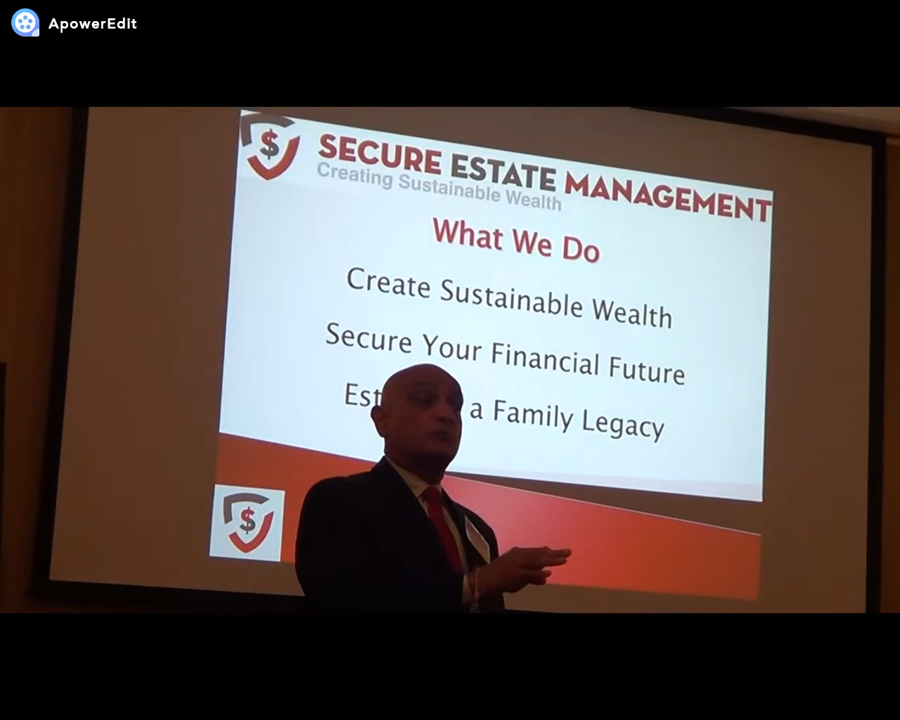 ApowerEdit
SECURE ESTATE MANAGEMENT
Creating Sustainable Wealth
What We Do
Create Sustainable Wealth
Secure Your Financial Future
a Family Legacy
$
$